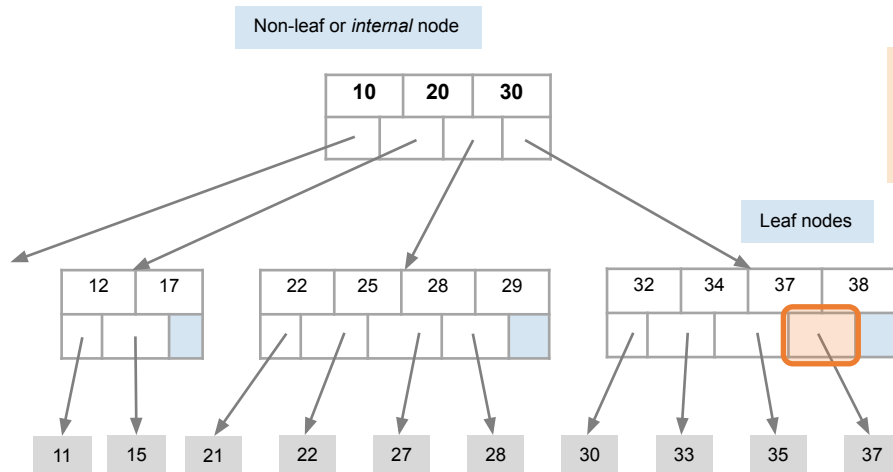 Non-leaf or internal node
10 20 30
Leaf nodes
12 17 22 25 28 29 32 34 37 38
11 15 21 22 27 28 30 33 35 37